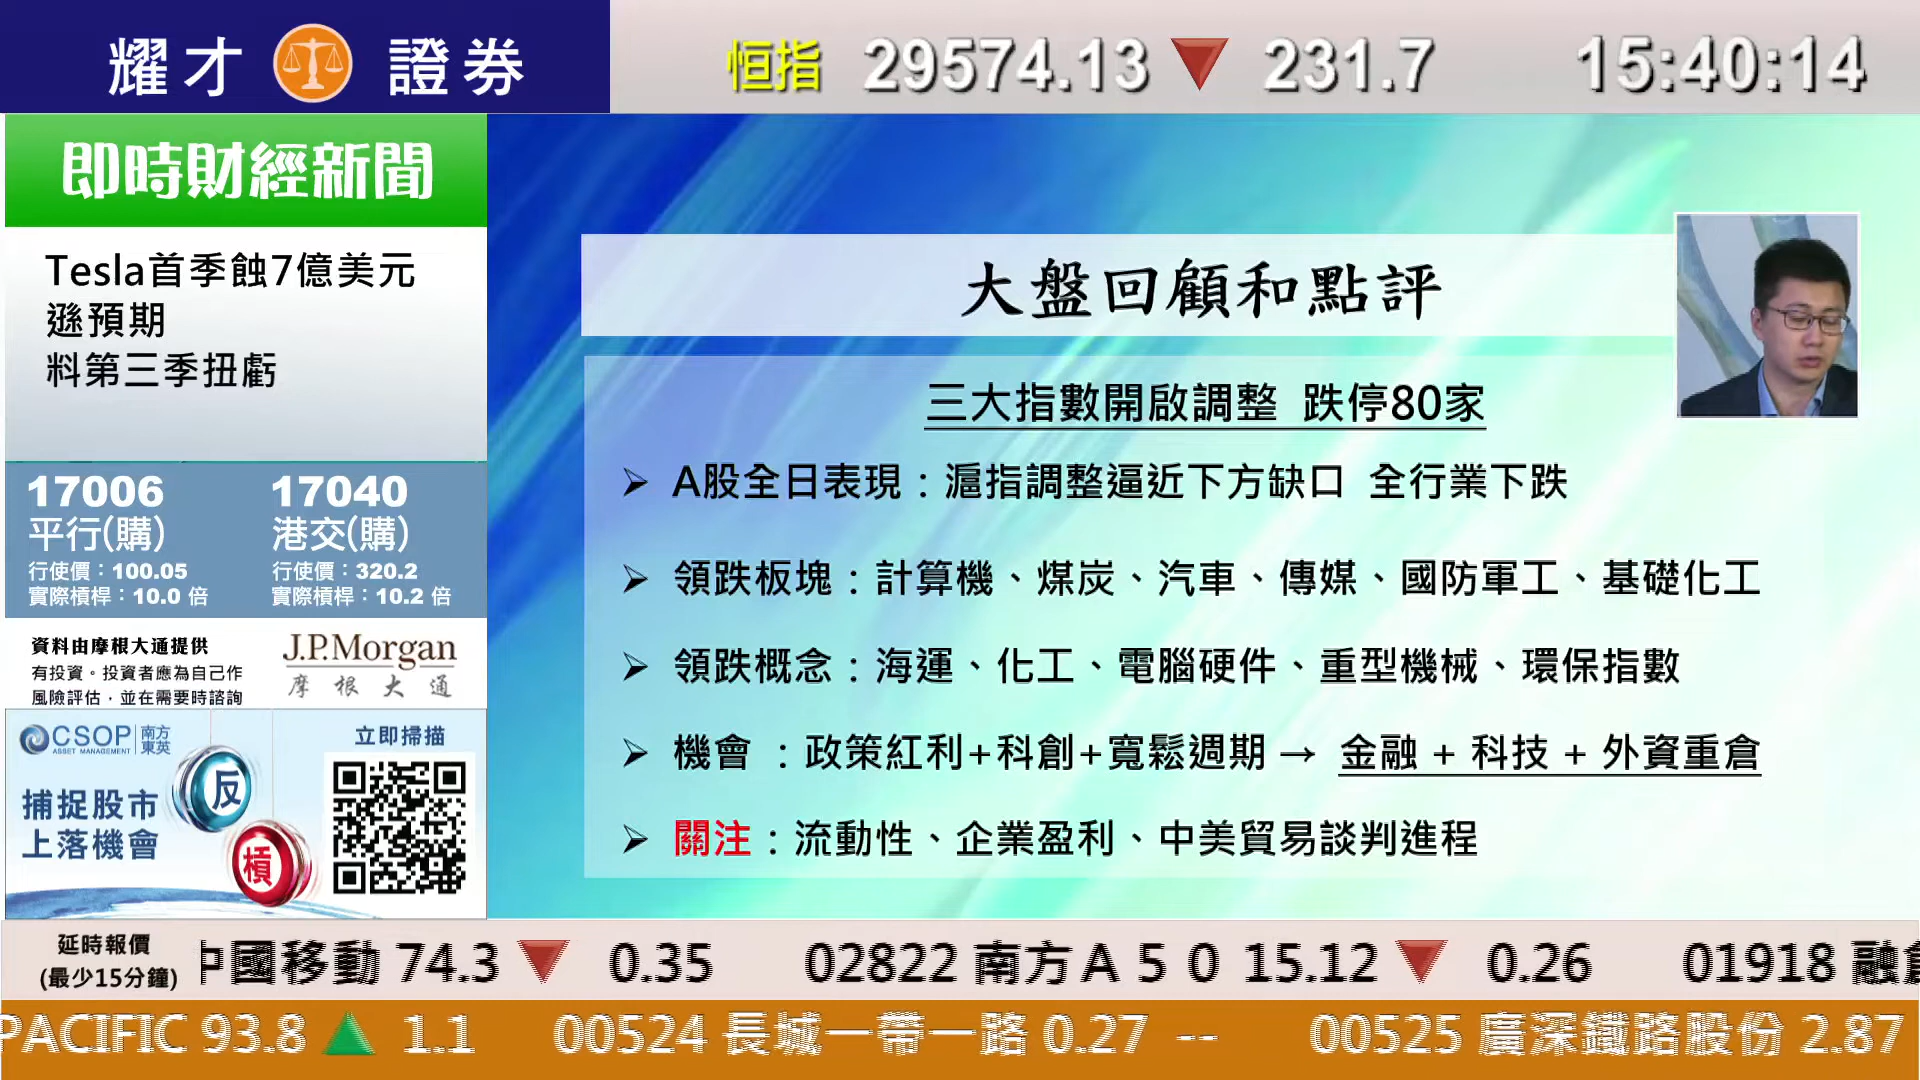 耀才證券
恒指 29574.13 ▼ 231.7 15:40:14
即時財經新聞
Tesla首季蝕7億美元
遜預期
料第三季扭虧
17006
平行(購)
行使價：100.05
實際槓桿：10.0 倍
17040
港交(購)
行使價：320.2
實際槓桿：10.2 倍
資料由摩根大通提供
有投資。投資者應為自己作
風險評估，並在需要時諮詢
J.P.Morgan
摩根大通
CSOP 南方
ASSET MANAGEMENT 東英
捕捉股市
上落機會
反
槓
立即掃描
大盤回顧和點評
三大指數開啟調整 跌停80家
➢ A股全日表現：滬指調整逼近下方缺口 全行業下跌
➢ 領跌板塊：計算機、煤炭、汽車、傳媒、國防軍工、基礎化工
➢ 領跌概念：海運、化工、電腦硬件、重型機械、環保指數
➢ 機會 ：政策紅利+科創+寬鬆週期 → 金融 + 科技 + 外資重倉
➢ 關注：流動性、企業盈利、中美貿易談判進程
延時報價
(最少15分鐘)
中國移動 74.3 ▼ 0.35 02822 南方A 5 0 15.12 ▼ 0.26 01918 融創
PACIFIC 93.8 ▲ 1.1 00524 長城一帶一路 0.27 -- 00525 廣深鐵路股份 2.87